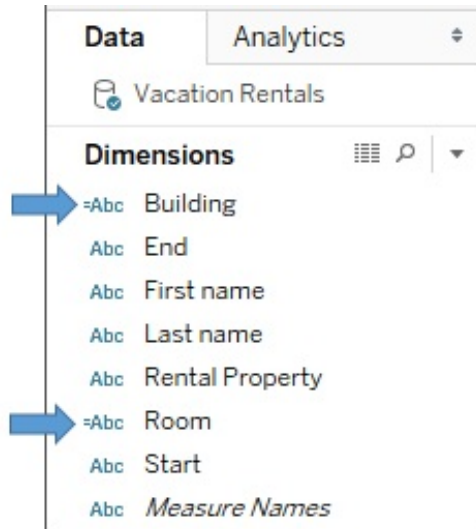 Data Analytics
Vacation Rentals
Dimensions
=Abc Building
Abc End
Abc First name
Abc Last name
Abc Rental Property
=Abc Room
Abc Start
Abc Measure Names